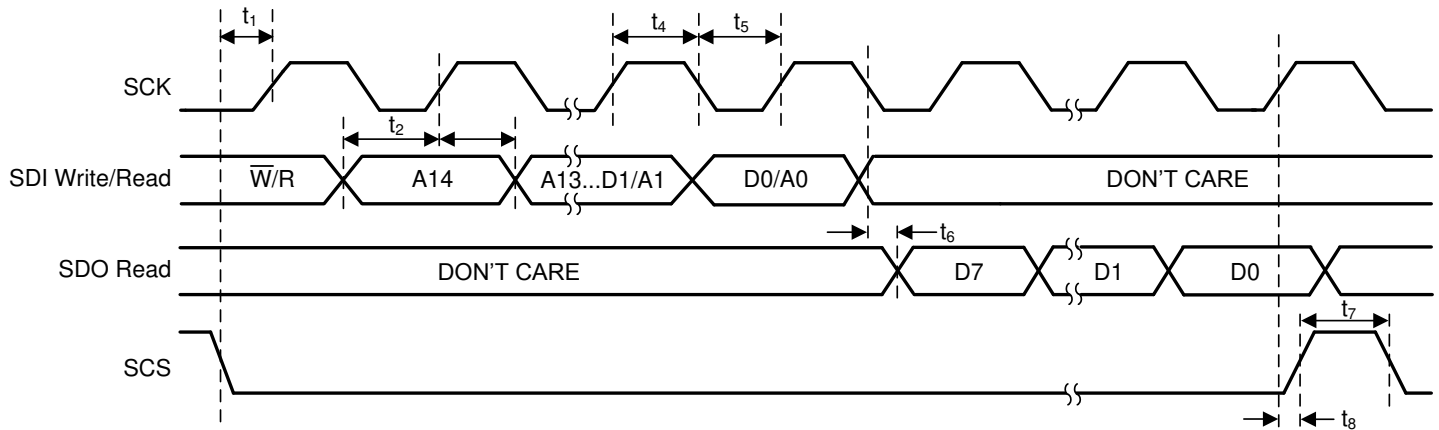 t₁
t₄
t₅
SCK
t₂
SDI Write/Read
W̅/R
A14
A13...D1/A1
D0/A0
DON'T CARE
t₆
SDO Read
DON'T CARE
D7
D1
D0
t₇
SCS
t₈